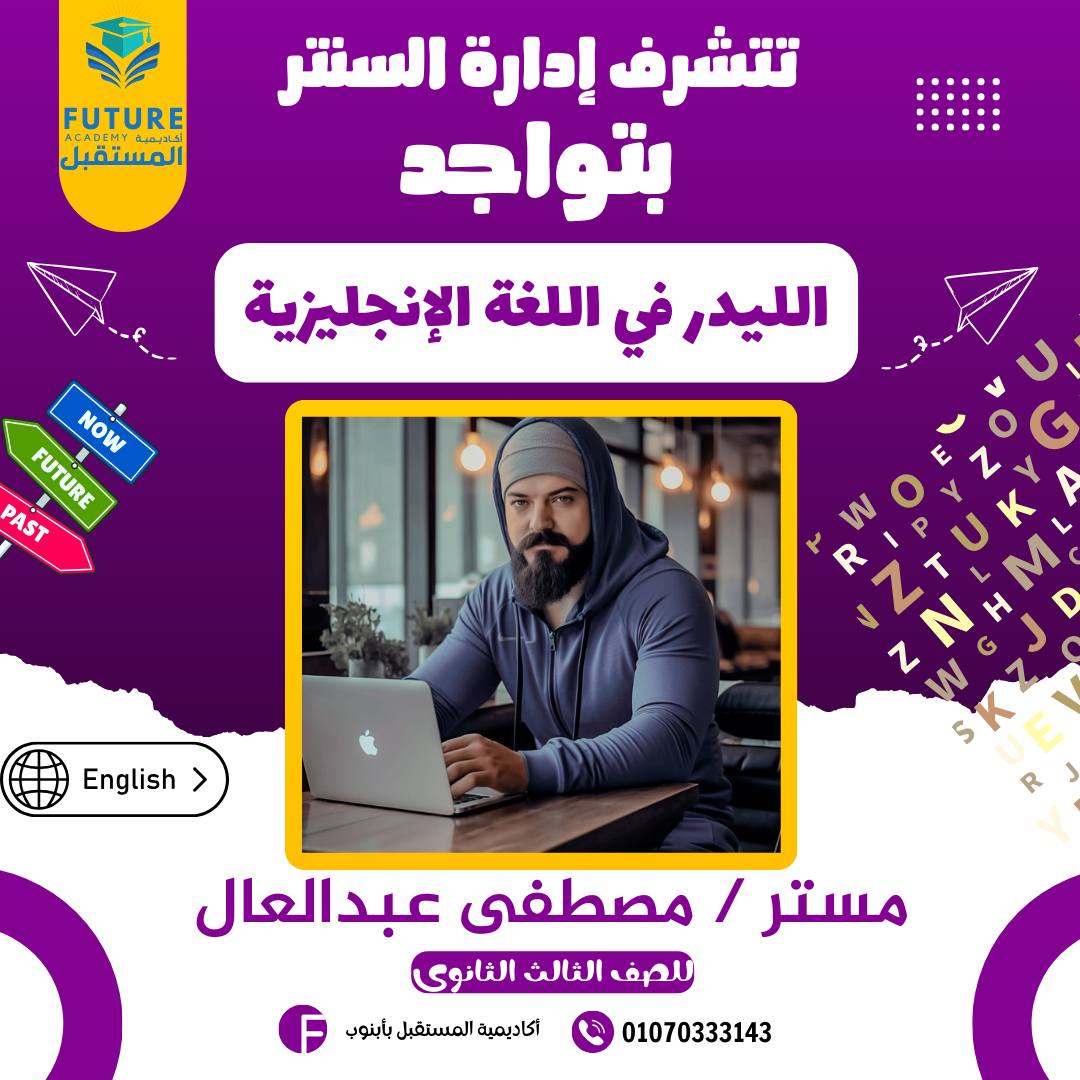 FUTURE
ACADEMY أكاديمية
المستقبل
تتشرف إدارة السنتر
بتواجد
الليدر في اللغة الإنجليزية
NOW
FUTURE
PAST
English
مستر / مصطفى عبدالعال
للصف الثالث الثانوى
أكاديمية المستقبل بأبنوب
01070333143